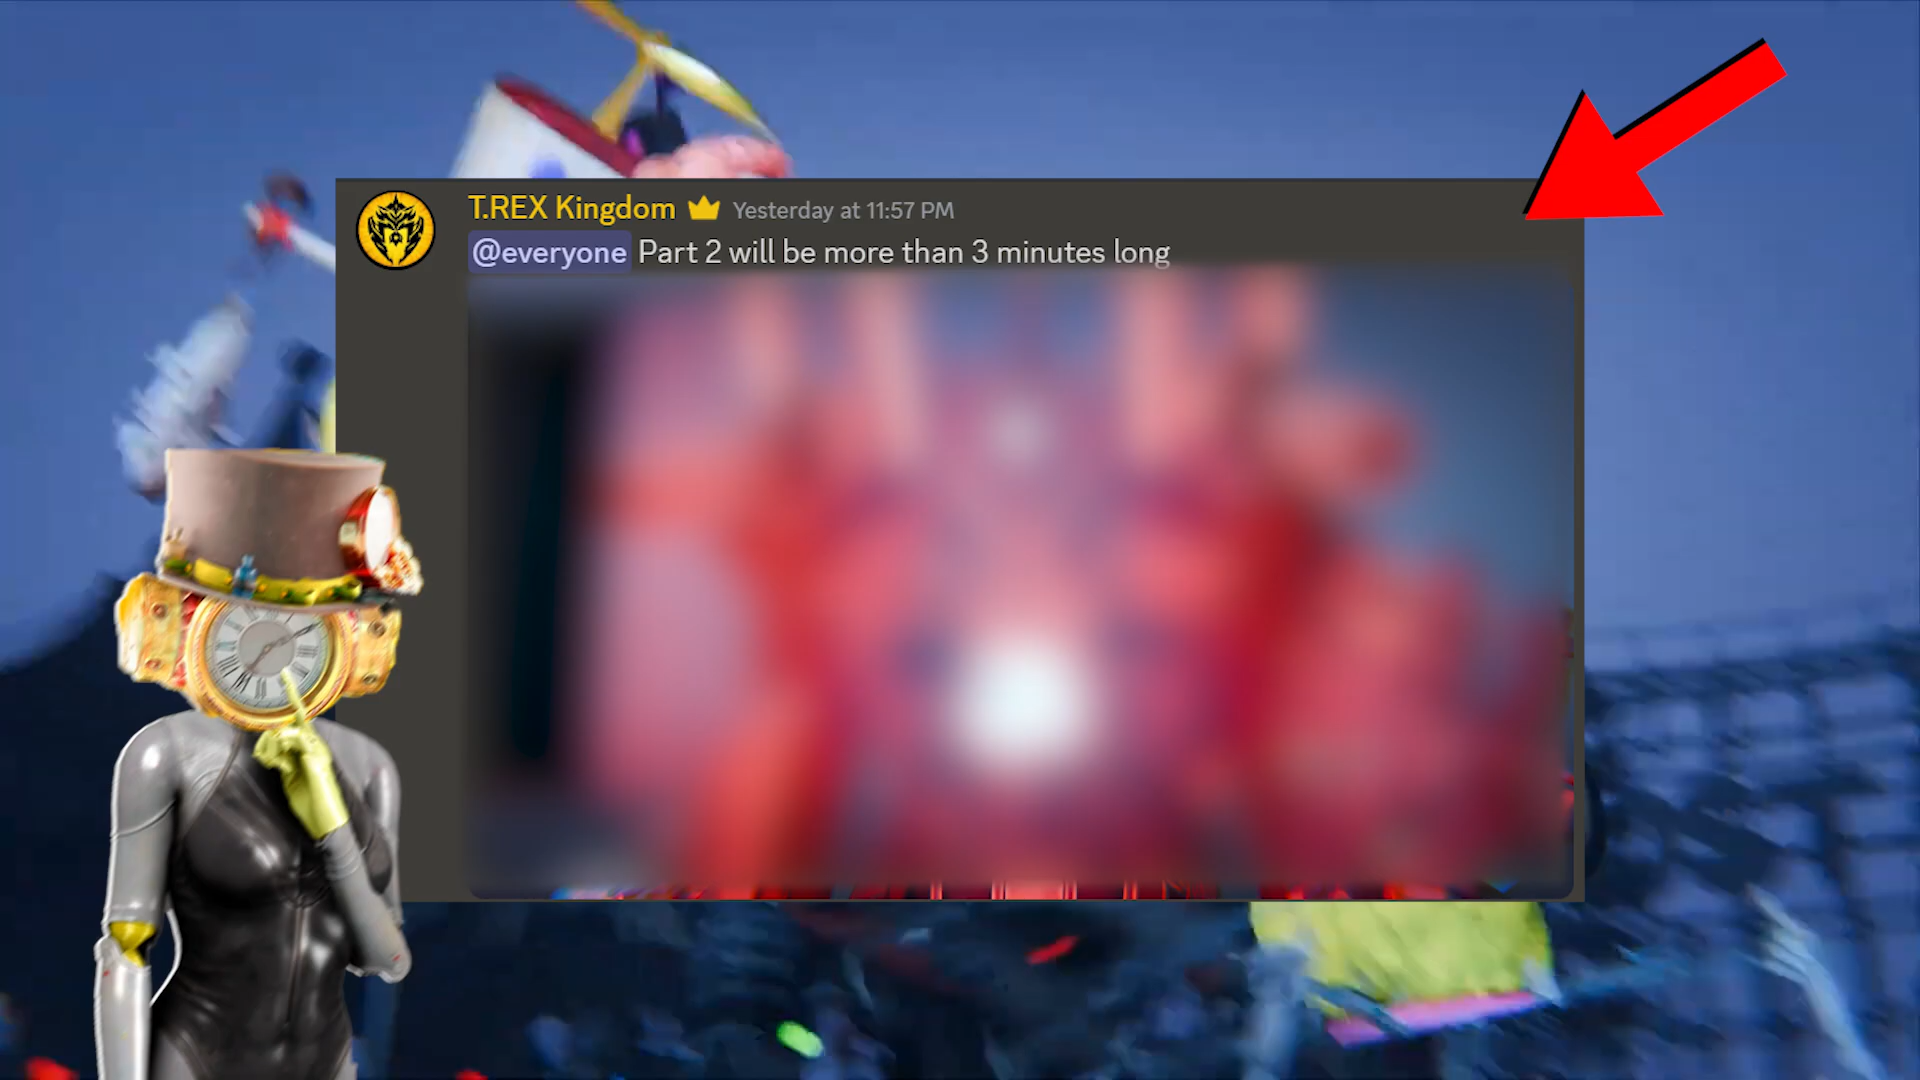 T.REX Kingdom Yesterday at 11:57 PM
@everyone Part 2 will be more than 3 minutes long